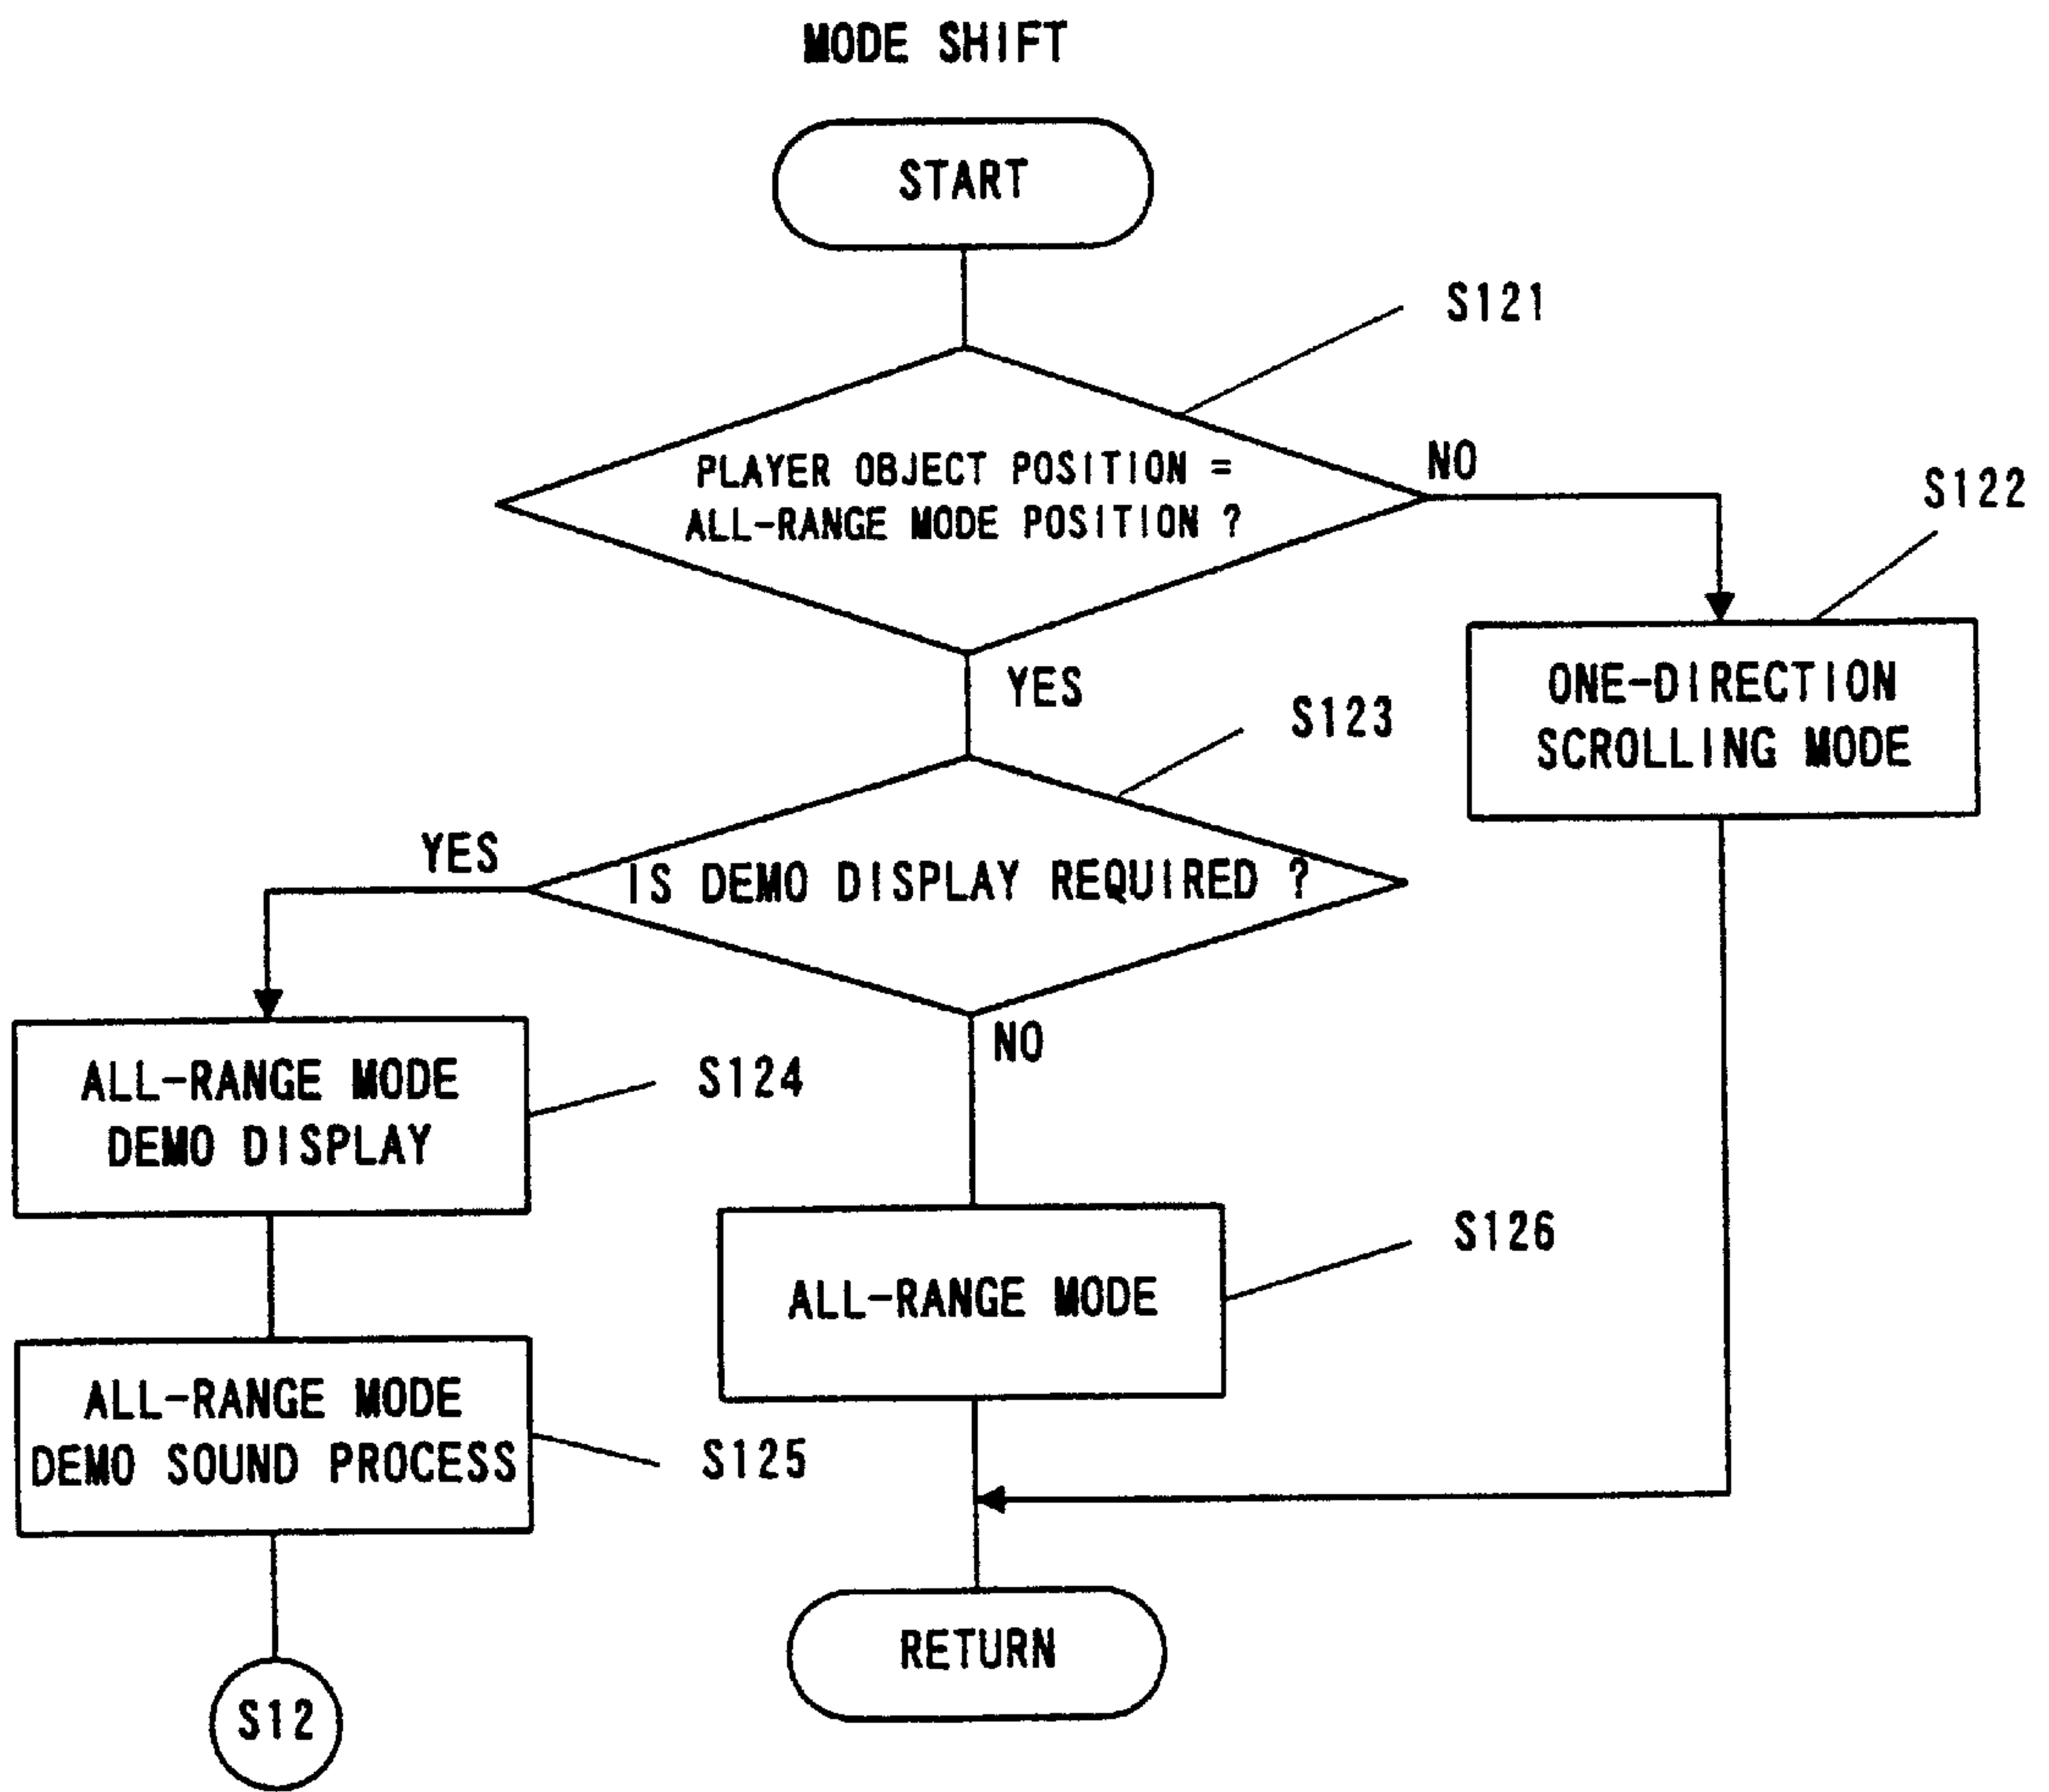 MODE SHIFT
START
S121
PLAYER OBJECT POSITION =
ALL-RANGE MODE POSITION ?
NO
S122
ONE-DIRECTION
SCROLLING MODE
YES
S123
IS DEMO DISPLAY REQUIRED ?
YES
NO
ALL-RANGE MODE
DEMO DISPLAY
S124
ALL-RANGE MODE
S126
ALL-RANGE MODE
DEMO SOUND PROCESS
S125
RETURN
S12